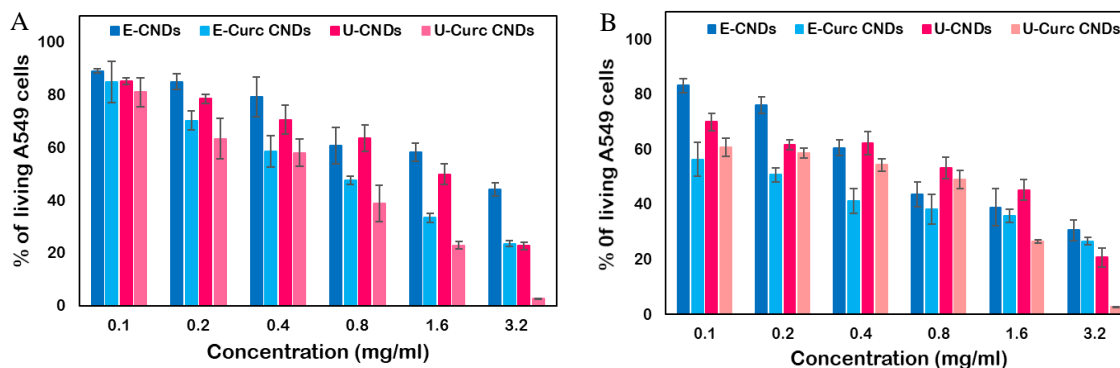 A
E-CNDs E-Curc CNDs U-CNDs U-Curc CNDs
% of living A549 cells
100
80
60
40
20
0
0.1 0.2 0.4 0.8 1.6 3.2
Concentration (mg/ml)
B
E-CNDs E-Curc CNDs U-CNDs U-Curc CNDs
% 0f living A549 cells
100
80
60
40
20
0
0.1 0.2 0.4 0.8 1.6 3.2
Concentration (mg/ml)